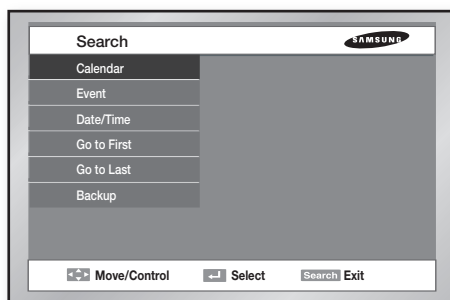 Search SAMSUNG
Calendar
Event
Date/Time
Go to First
Go to Last
Backup
Move/Control Select Search Exit